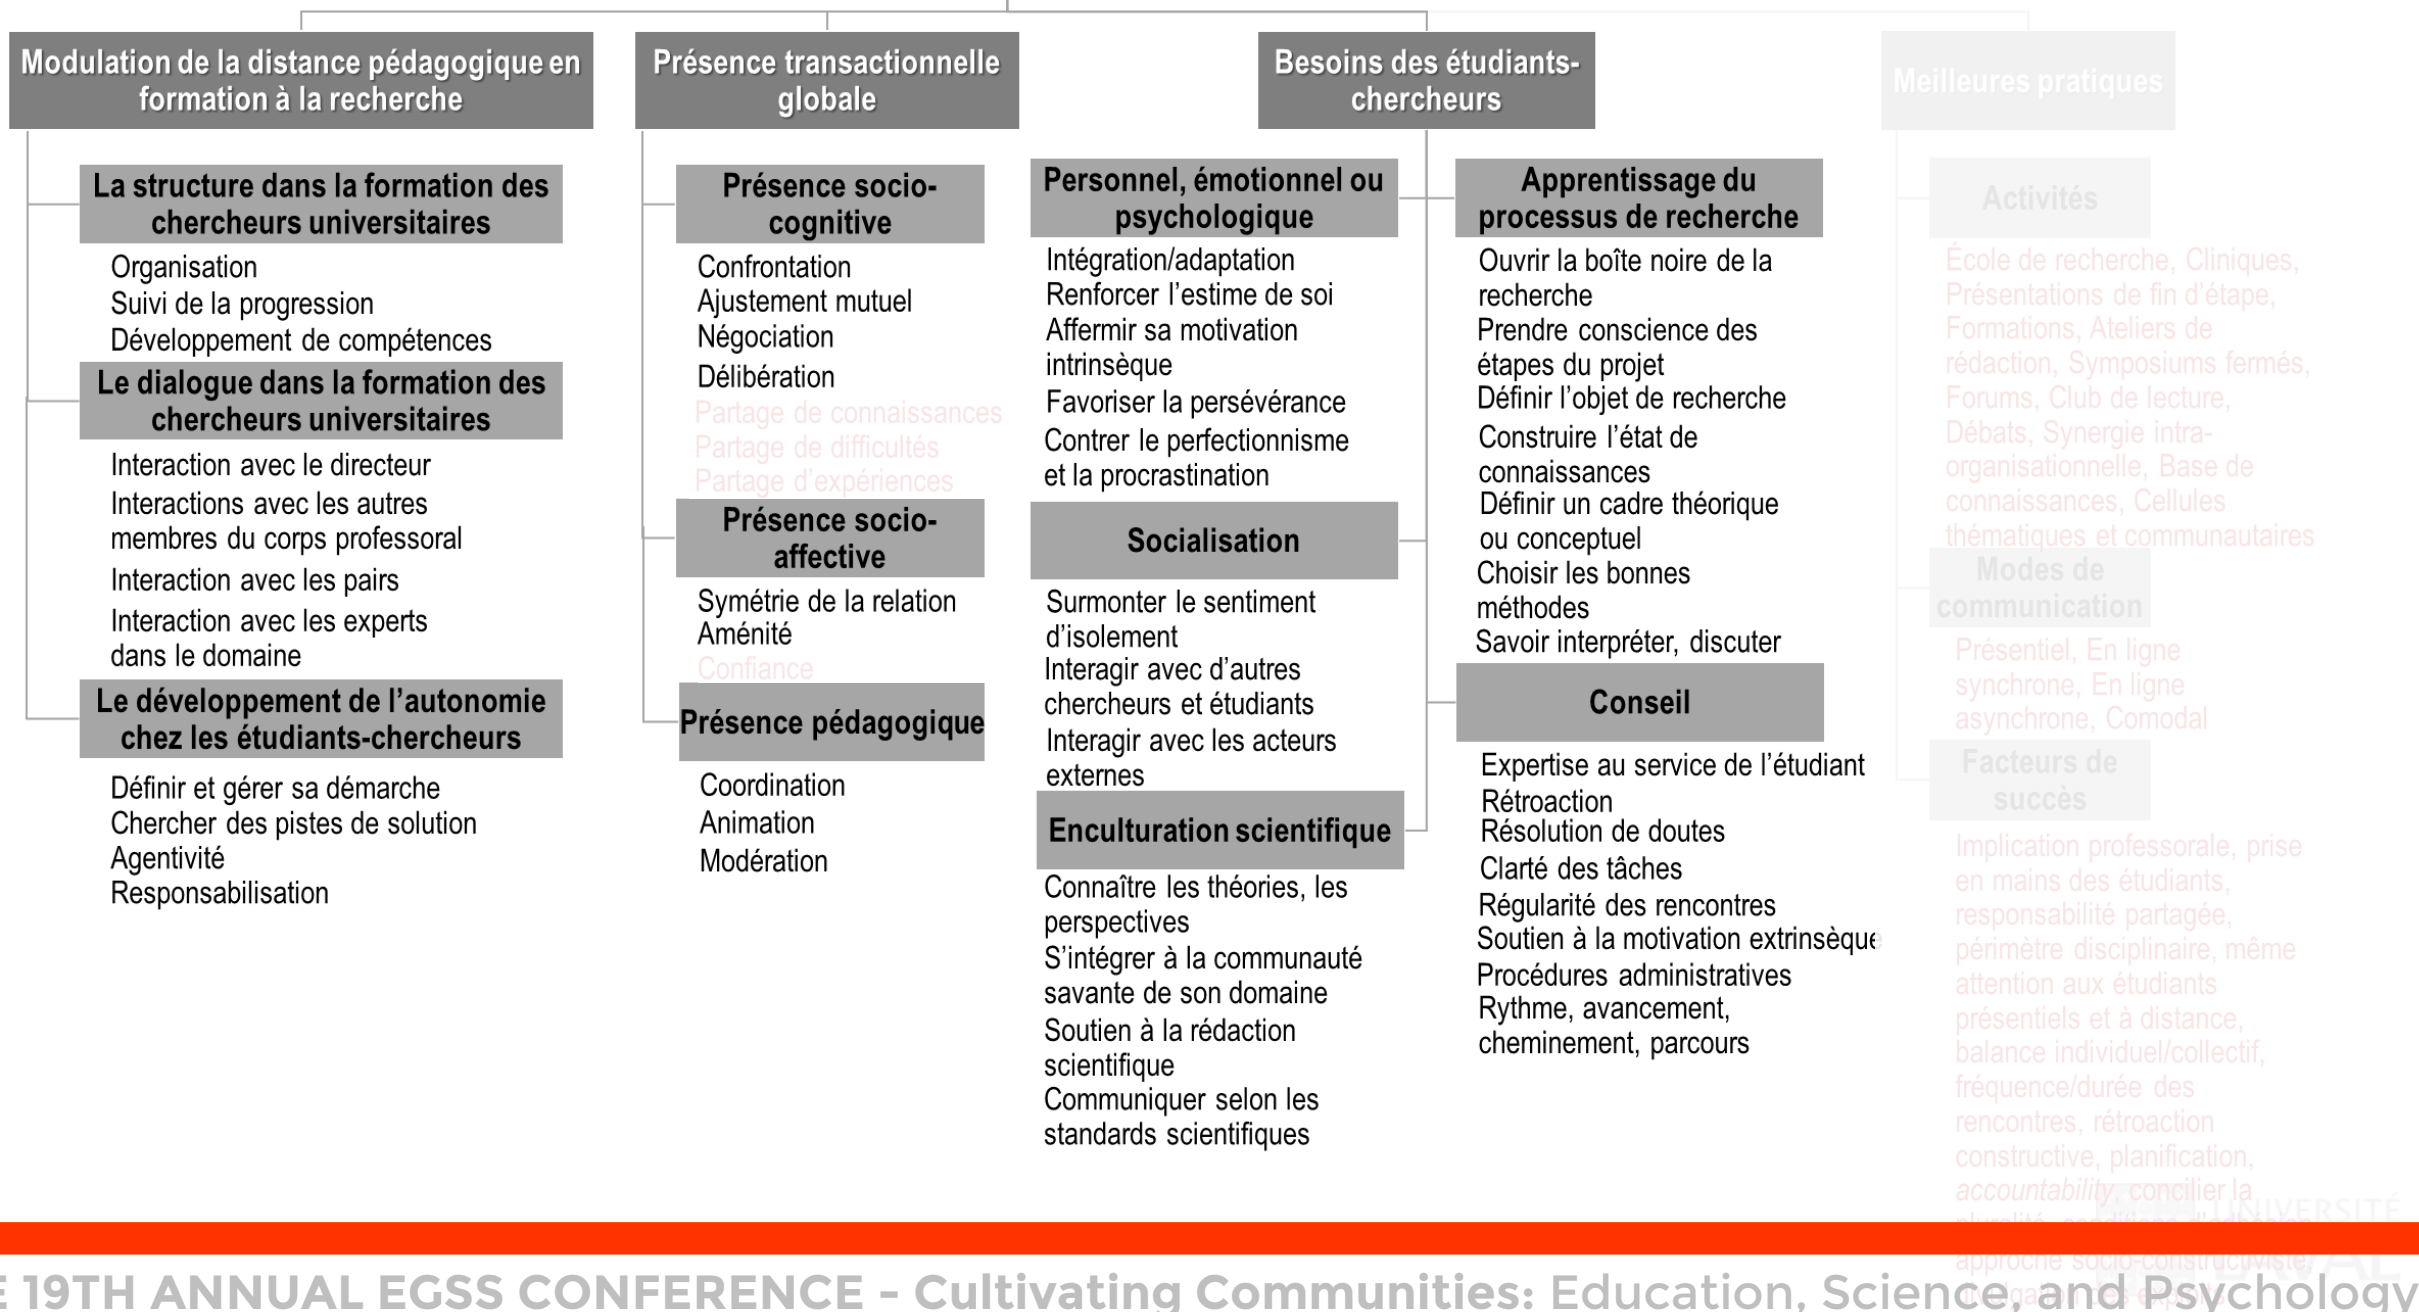 Modulation de la distance pédagogique en
formation à la recherche
La structure dans la formation des
chercheurs universitaires
Organisation
Suivi de la progression
Développement de compétences
Le dialogue dans la formation des
chercheurs universitaires
Interaction avec le directeur
Interactions avec les autres
membres du corps professoral
Interaction avec les pairs
Interaction avec les experts
dans le domaine
Le développement de l'autonomie
chez les étudiants-chercheurs
Définir et gérer sa démarche
Chercher des pistes de solution
Agentivité
Responsabilisation
Présence transactionnelle
globale
Présence socio-
cognitive
Confrontation
Ajustement mutuel
Négociation
Délibération
Partage de connaissances
Partage de difficultés
Partage d'expériences
Présence socio-
affective
Symétrie de la relation
Aménité
Confiance
Présence pédagogique
Coordination
Animation
Modération
Besoins des étudiants-
chercheurs
Personnel, émotionnel ou
psychologique
Intégration/adaptation
Renforcer l'estime de soi
Affermir sa motivation
intrinsèque
Favoriser la persévérance
Contrer le perfectionnisme
et la procrastination
Socialisation
Surmonter le sentiment
d'isolement
Interagir avec d'autres
chercheurs et étudiants
Interagir avec les acteurs
externes
Enculturation scientifique
Connaître les théories, les
perspectives
S'intégrer à la communauté
savante de son domaine
Soutien à la rédaction
scientifique
Communiquer selon les
standards scientifiques
Apprentissage du
processus de recherche
Ouvrir la boîte noire de la
recherche
Prendre conscience des
étapes du projet
Définir l'objet de recherche
Construire l'état de
connaissances
Définir un cadre théorique
ou conceptuel
Choisir les bonnes
méthodes
Savoir interpréter, discuter
Conseil
Expertise au service de l'étudiant
Rétroaction
Résolution de doutes
Clarté des tâches
Régularité des rencontres
Soutien à la motivation extrinsèque
Procédures administratives
Rythme, avancement,
cheminement, parcours
Meilleures pratiques
Activités
École de recherche, Cliniques,
Présentations de fin d'étape,
Formations, Ateliers de
rédaction, Symposiums fermés,
Forums, Club de lecture,
Débats, Synergie intra-
organisationnelle, Base de
connaissances, Cellules
thématiques et communautaires
Modes de
communication
Présentiel, En ligne
synchrone, En ligne
asynchrone, Comodal
Facteurs de
succès
Implication professorale, prise
en mains des étudiants,
responsabilité partagée,
périmètre disciplinaire, même
attention aux étudiants
présentiels et à distance,
balance individuel/collectif,
fréquence/durée des
rencontres, rétroaction
constructive, planification,
accountability, concilier la
approche socio-constructiviste,
UNIVERSITÉ
LAVAL
E 19TH ANNUAL EGSS CONFERENCE - Cultivating Communities: Education, Science, and Psychology